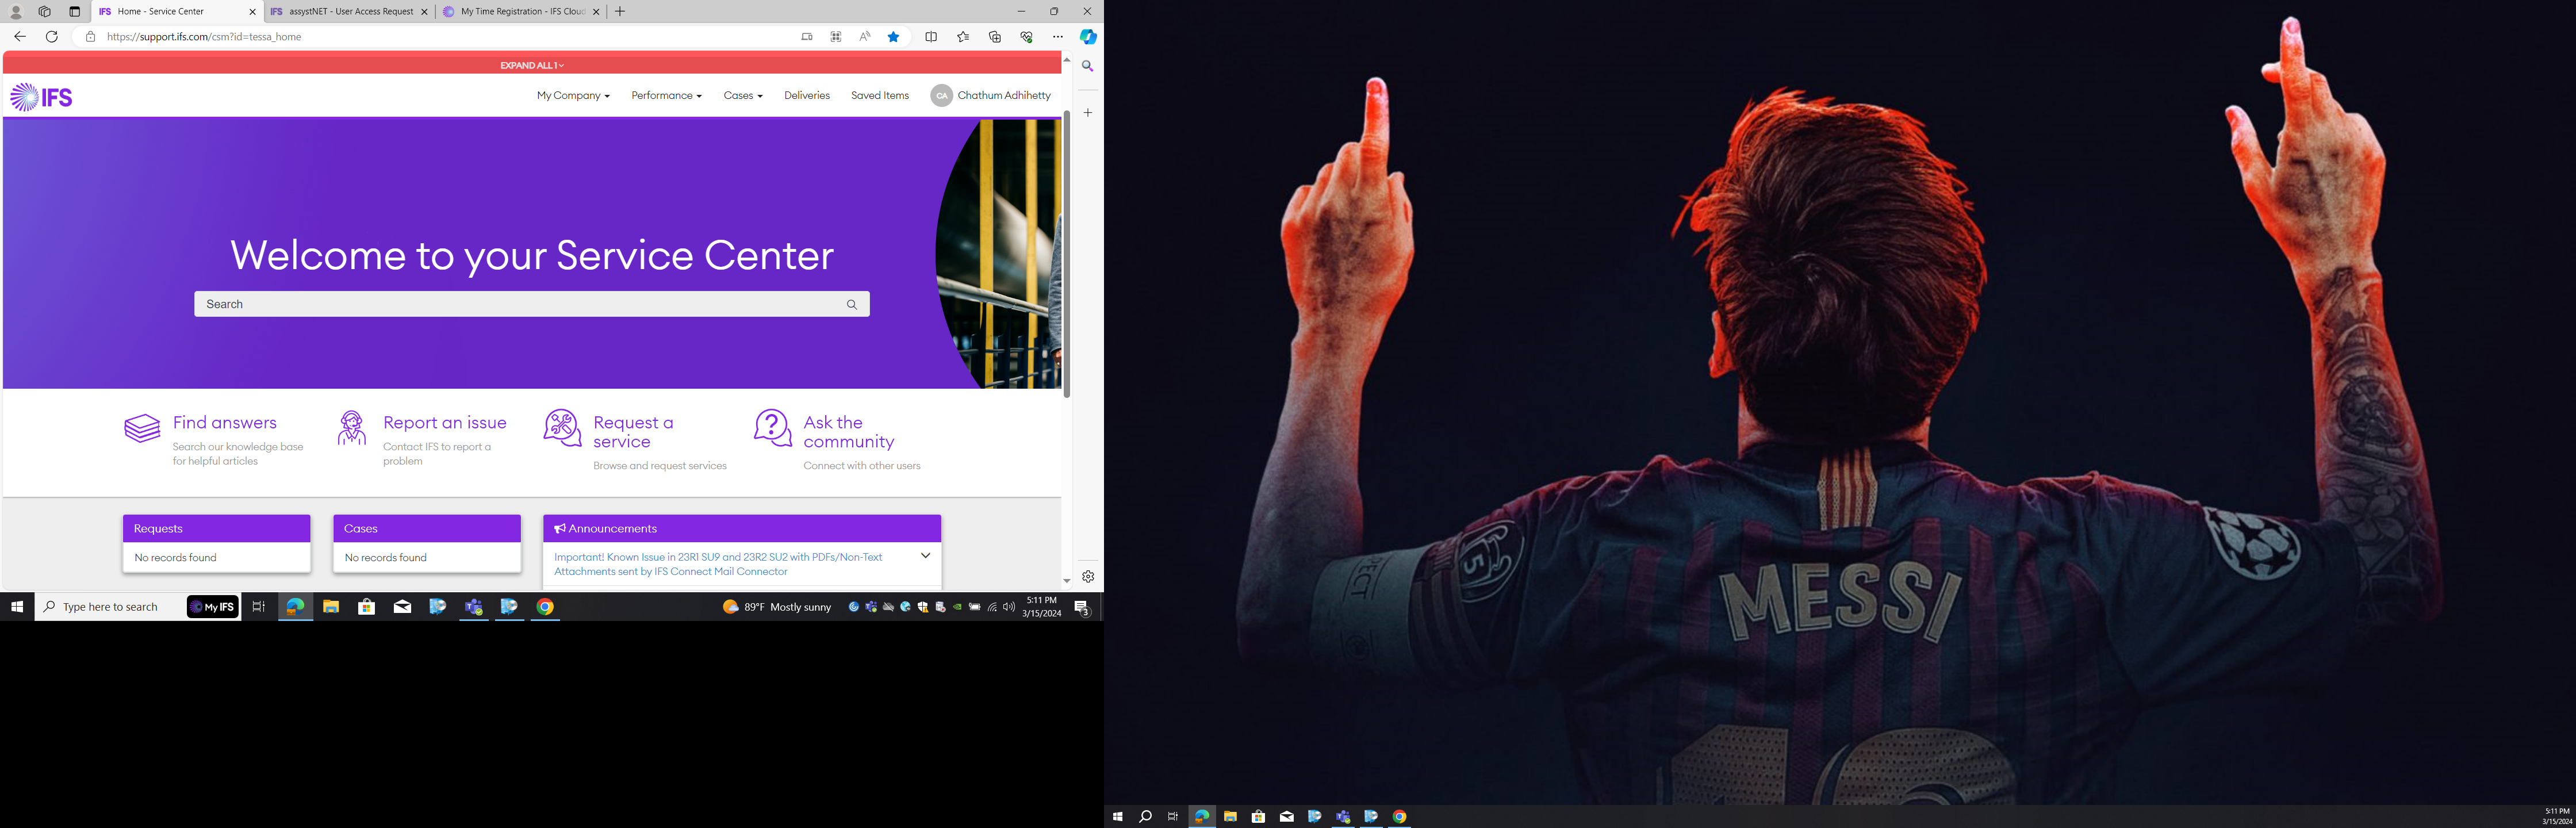 Home - Service Center
assystNET - User Access Request
My Time Registration - IFS Cloud
https://support.ifs.com/csm?id=tessa_home
EXPAND ALL 1
IFS
My Company
Performance
Cases
Deliveries
Saved Items
CA
Chathum Adhihetty
Welcome to your Service Center
Search
Find answers
Search our knowledge base
for helpful articles
Report an issue
Contact IFS to report a
problem
Request a
service
Browse and request services
Ask the
community
Connect with other users
Requests
No records found
Cases
No records found
Announcements
Important! Known Issue in 23R1 SU9 and 23R2 SU2 with PDFs/Non-Text
Attachments sent by IFS Connect Mail Connector
Type here to search
My IFS
89°F Mostly sunny
5:11 PM
3/15/2024
3
MESSI
10
5:11 PM
3/15/2024